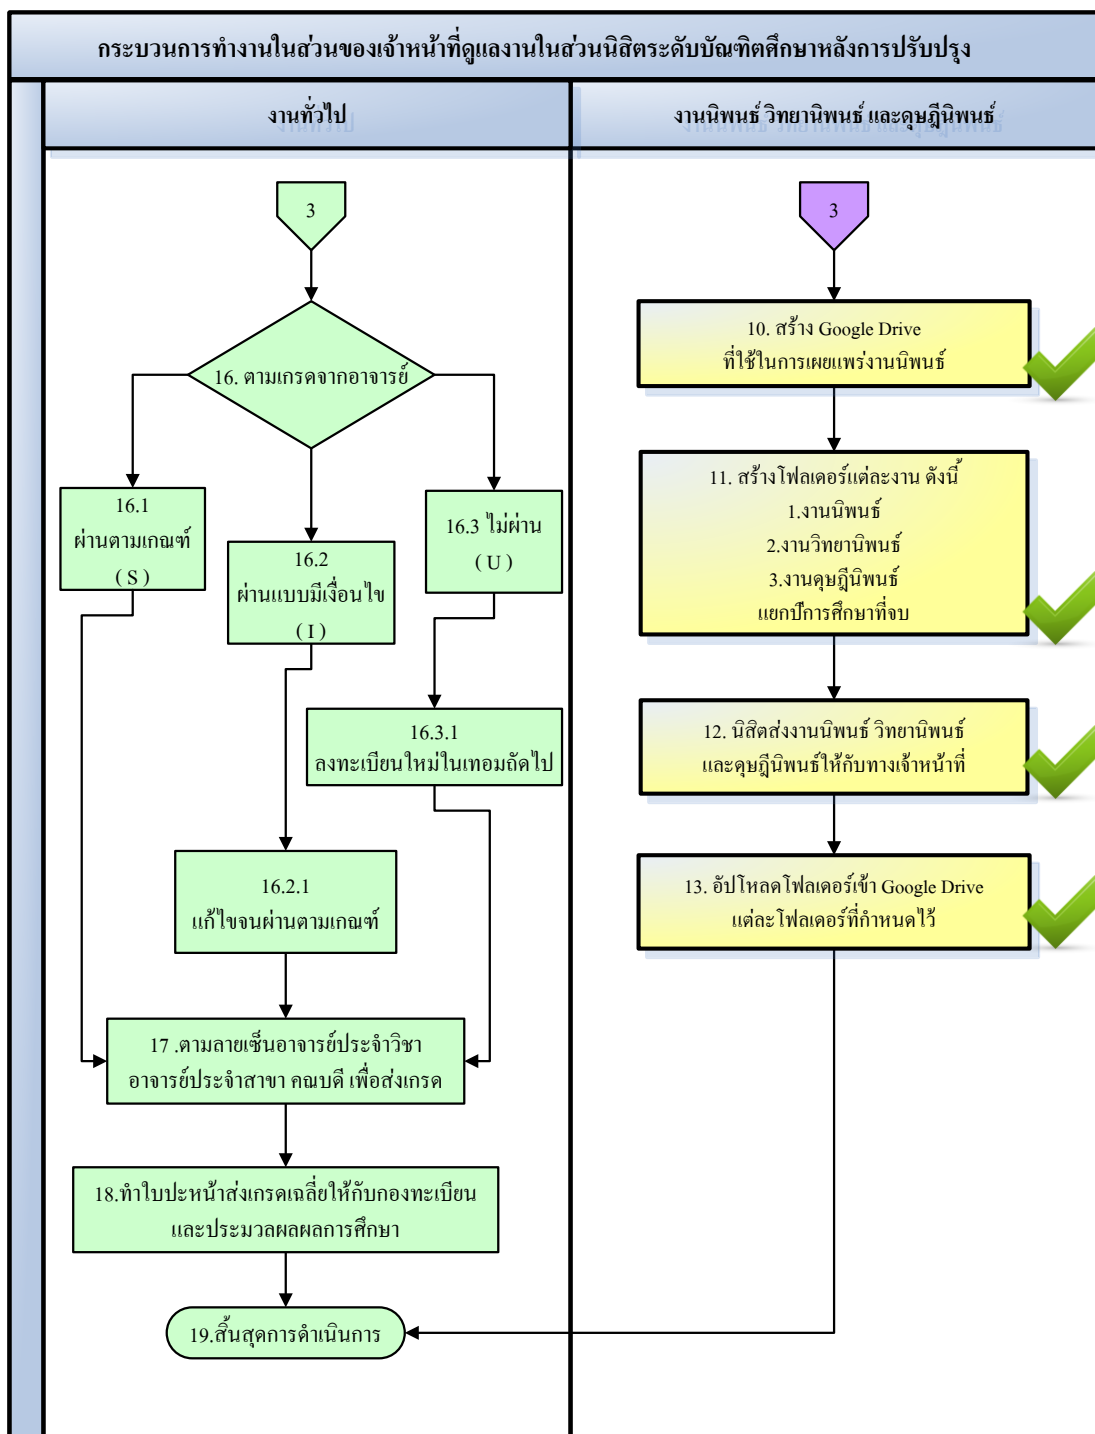 กระบวนการทำงานในส่วนของเจ้าหน้าที่ดูแลงานในส่วนนิสิตระดับบัณฑิตศึกษาหลังการปรับปรุง
งานทั่วไป
งานนิพนธ์ วิทยานิพนธ์ และดุษฎีนิพนธ์
3
16. ตามเกรดจากอาจารย์
16.1
ผ่านตามเกณฑ์
( S )
16.2
ผ่านแบบมีเงื่อนไข
( I )
16.3 ไม่ผ่าน
( U )
16.3.1
ลงทะเบียนใหม่ในเทอมถัดไป
16.2.1
แก้ไขจนผ่านตามเกณฑ์
17 .ตามลายเซ็นอาจารย์ประจำวิชา
อาจารย์ประจำสาขา คณบดี เพื่อส่งเกรด
18.ทำใบปะหน้าส่งเกรดเฉลี่ยให้กับกองทะเบียน
และประมวลผลผลการศึกษา
19.สิ้นสุดการดำเนินการ
3
10. สร้าง Google Drive
ที่ใช้ในการเผยแพร่งานนิพนธ์
11. สร้างโฟลเดอร์แต่ละงาน ดังนี้
1.งานนิพนธ์
2.งานวิทยานิพนธ์
3.งานดุษฎีนิพนธ์
แยกปีการศึกษาที่จบ
12. นิสิตส่งงานนิพนธ์ วิทยานิพนธ์
และดุษฎีนิพนธ์ให้กับทางเจ้าหน้าที่
13. อัปโหลดโฟลเดอร์เข้า Google Drive
แต่ละโฟลเดอร์ที่กำหนดไว้